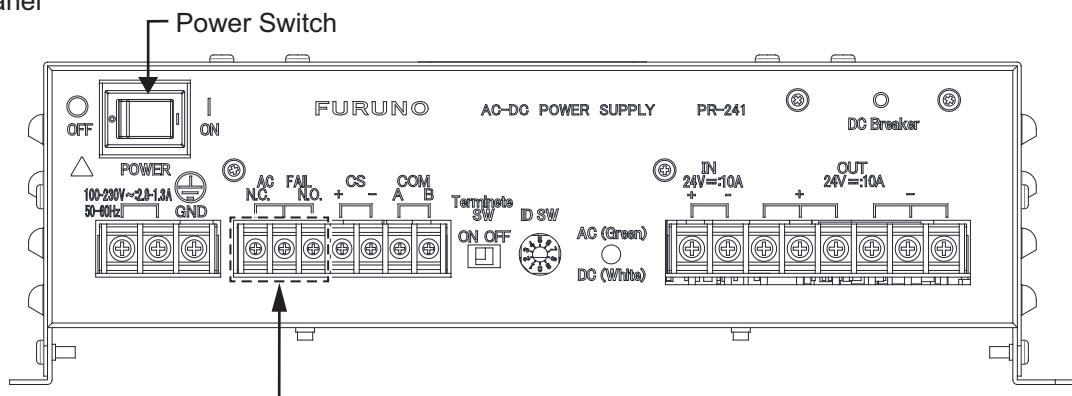 anel
Power Switch
OFF
ON
FURUNO AC-DC POWER SUPPLY PR-241
DC Breaker
POWER
100-230V~:2.9-1.3A
50-60Hz
GND
AC FAIL
N.C. N.O.
CS
+ -
COM
A B
Terminete
SW
ON OFF
ID SW
AC (Green)
DC (White)
IN
24V⎓:10A
+ -
OUT
24V⎓:10A
+ -